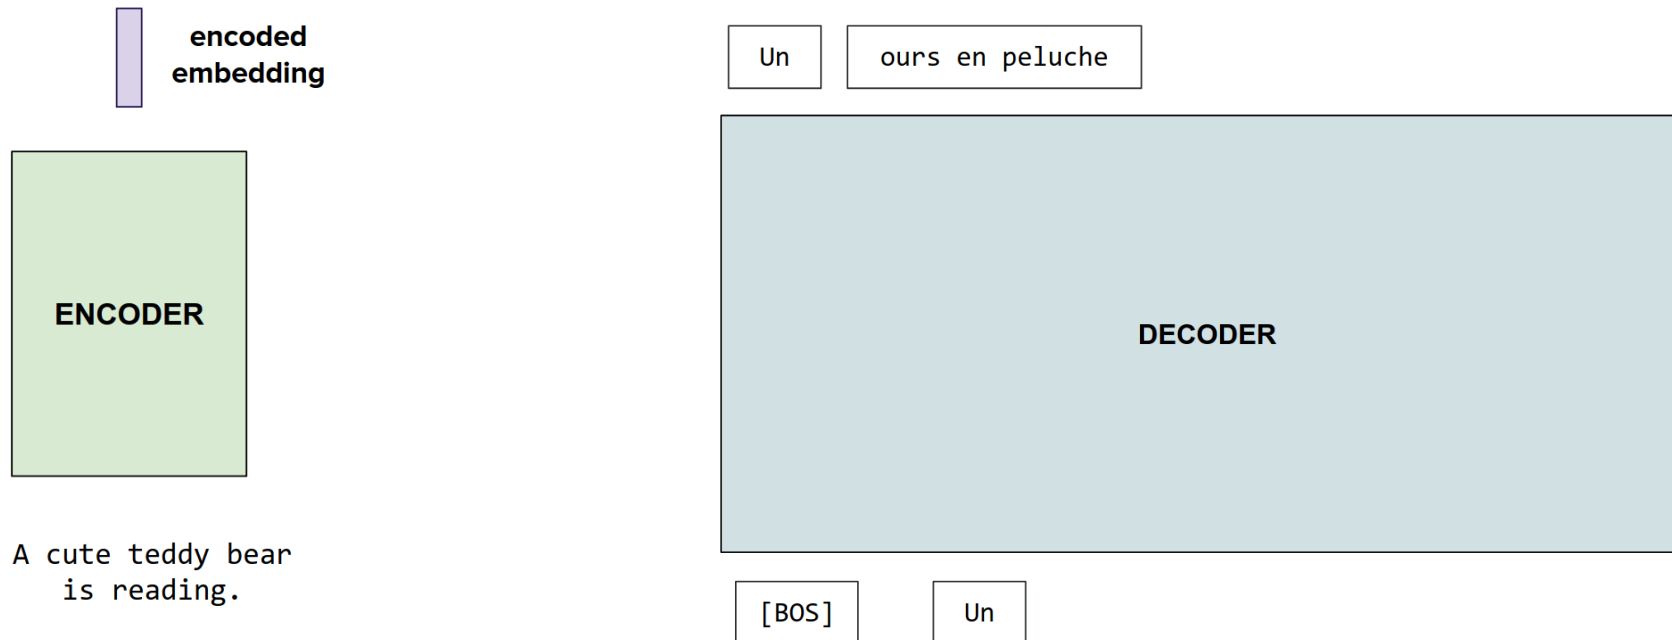 encoded
embedding
Un
ours en peluche
ENCODER
DECODER
A cute teddy bear
is reading.
[BOS]
Un